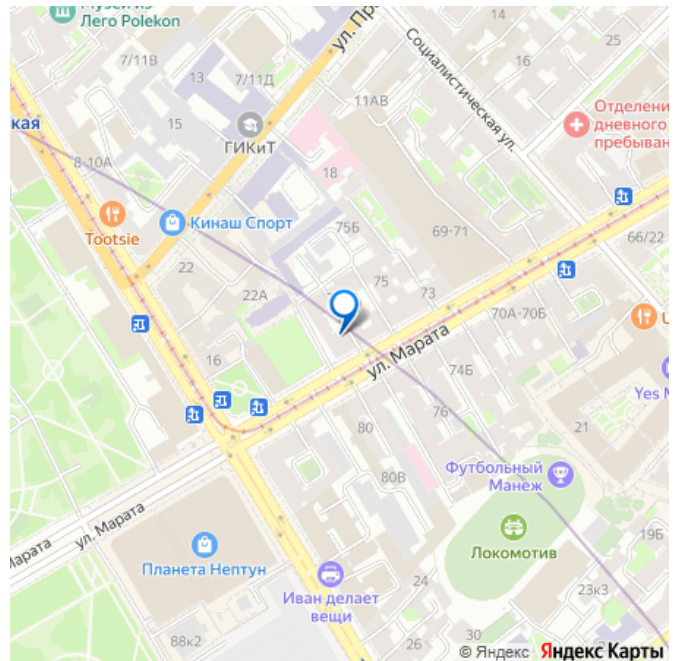 Музей из
Лего Polekon
ул. Пра
14
25
Социалистическая ул.
16
7/11В
7/11Д
13
11АВ
Отделени
дневного
пребыван
кая
15
ГИКиТ
8-10А
18
Tootsie
Кинаш Спорт
75Б
69-71
66/22
22
75
22А
73
70А-70Б
16
ул. Марата
74Б
Yes M
76
80
21
Футбольный
Манеж
80В
ул. Марата
Марата
Локомотив
19Б
Планета Нептун
24
Иван делает
вещи
23к3
88к2
26
30
© Яндекс Яндекс Карты